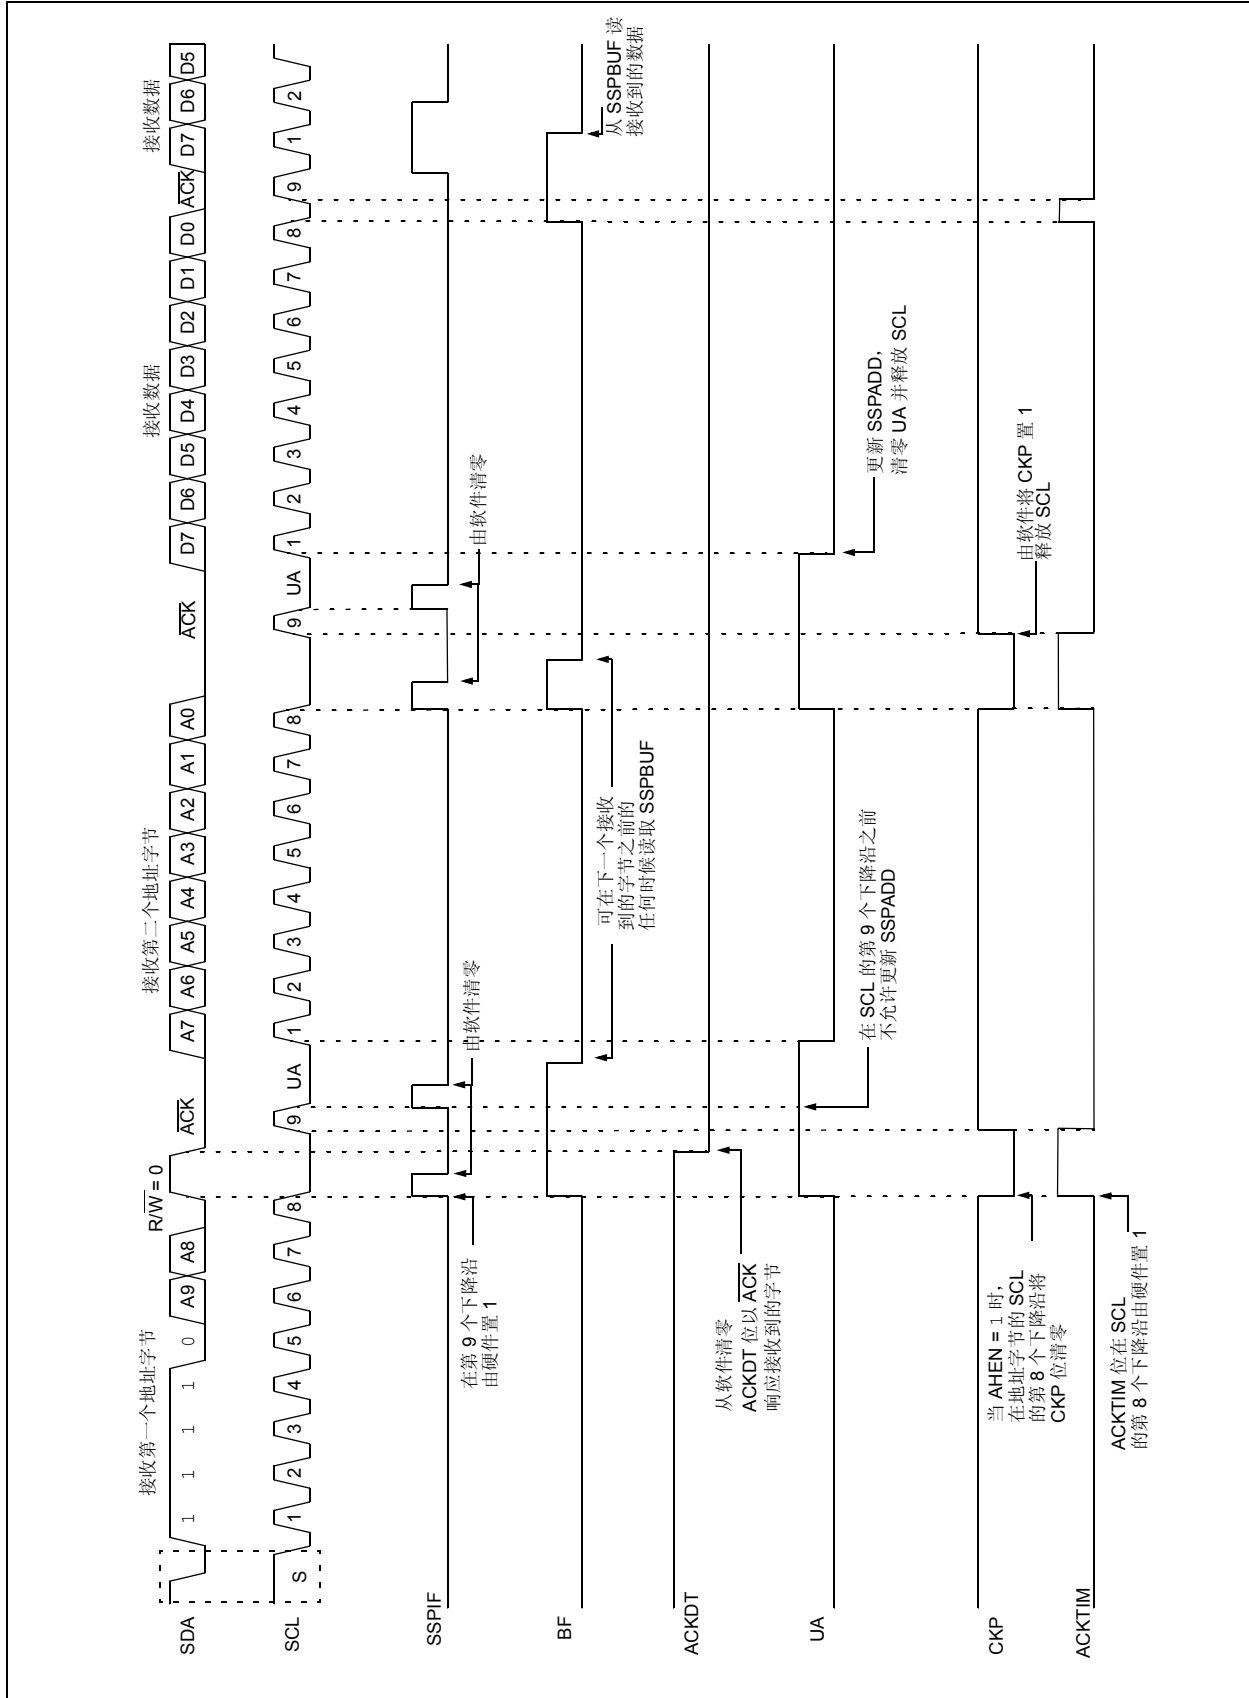 接收第一个地址字节
R/W = 0
ACK
接收第二个地址字节
ACK
接收数据
ACK
接收数据
SDA
1 1 1 1 0 A9 A8
A7 A6 A5 A4 A3 A2 A1 A0
D7 D6 D5 D4 D3 D2 D1 D0
D7 D6 D5
SCL
S
1 2 3 4 5 6 7 8 9 UA
1 2 3 4 5 6 7 8 9 UA
1 2 3 4 5 6 7 8 9
1 2
SSPIF
在第 9 个下降沿
由硬件置 1
由软件清零
由软件清零
BF
可在下一个接收
到的字节之前的
任何时候读取 SSPBUF
从 SSPBUF 读
接收到的数据
ACKDT
从软件清零
ACKDT 位以 ACK
响应接收到的字节
UA
在 SCL 的第 9 个下降沿之前
不允许更新 SSPADD
更新 SSPADD,
清零 UA 并释放 SCL
CKP
当 AHEN = 1 时,
在地址字节的 SCL
的第 8 个下降沿将
CKP 位清零
由软件将 CKP 置 1
释放 SCL
ACKTIM
ACKTIM 位在 SCL
的第 8 个下降沿由硬件置 1